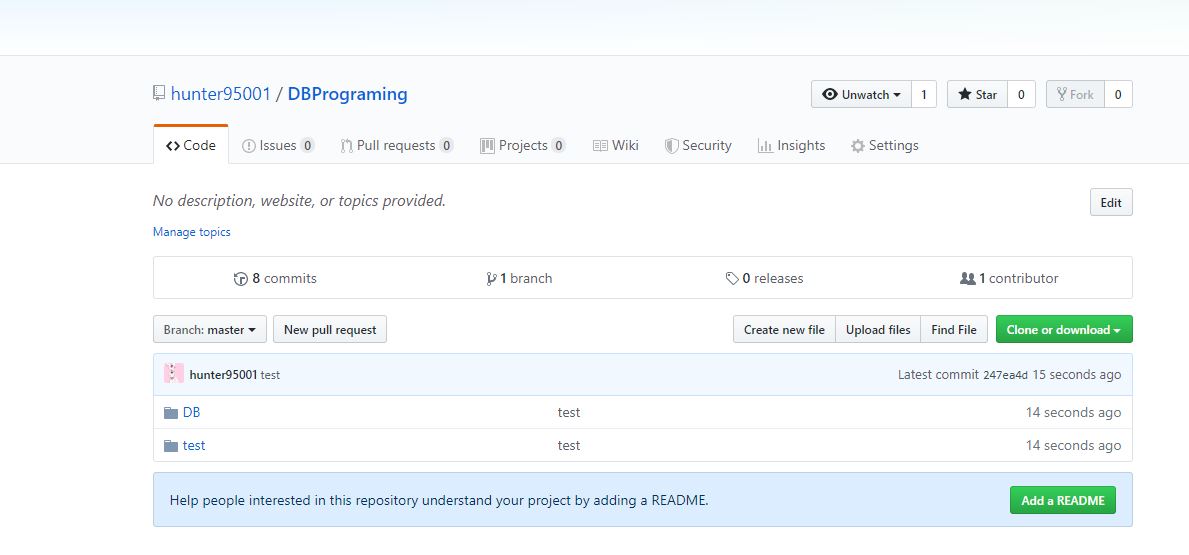 hunter95001 / DBPrograming
Unwatch 1 Star 0 Fork 0
Code Issues 0 Pull requests 0 Projects 0 Wiki Security Insights Settings
No description, website, or topics provided. Edit
Manage topics
8 commits 1 branch 0 releases 1 contributor
Branch: master New pull request Create new file Upload files Find File Clone or download
hunter95001 test Latest commit 247ea4d 15 seconds ago
DB test 14 seconds ago
test test 14 seconds ago
Help people interested in this repository understand your project by adding a README. Add a README